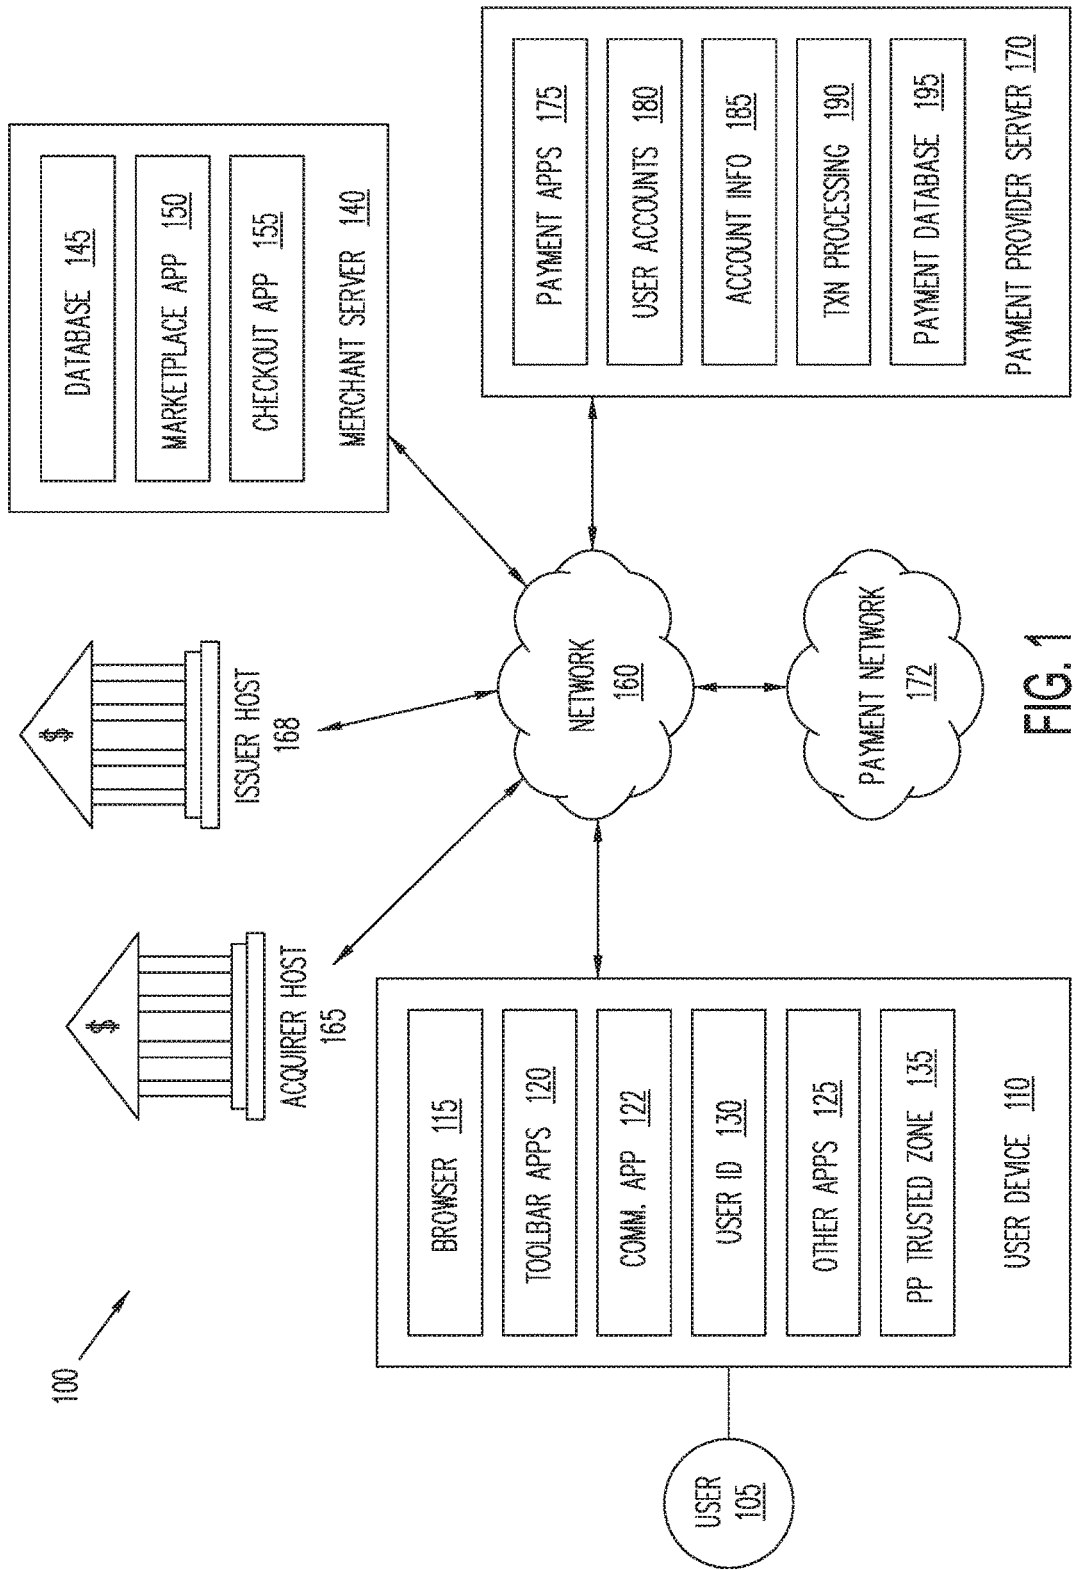 100
$
ACQUIRER HOST
165
$
ISSUER HOST
168
DATABASE 145
MARKETPLACE APP 150
CHECKOUT APP 155
MERCHANT SERVER 140
USER
105
BROWSER 115
TOOLBAR APPS 120
COMM. APP 122
USER ID 130
OTHER APPS 125
PP TRUSTED ZONE 135
USER DEVICE 110
NETWORK
160
PAYMENT NETWORK
172
PAYMENT APPS 175
USER ACCOUNTS 180
ACCOUNT INFO 185
TXN PROCESSING 190
PAYMENT DATABASE 195
PAYMENT PROVIDER SERVER 170
FIG. 1